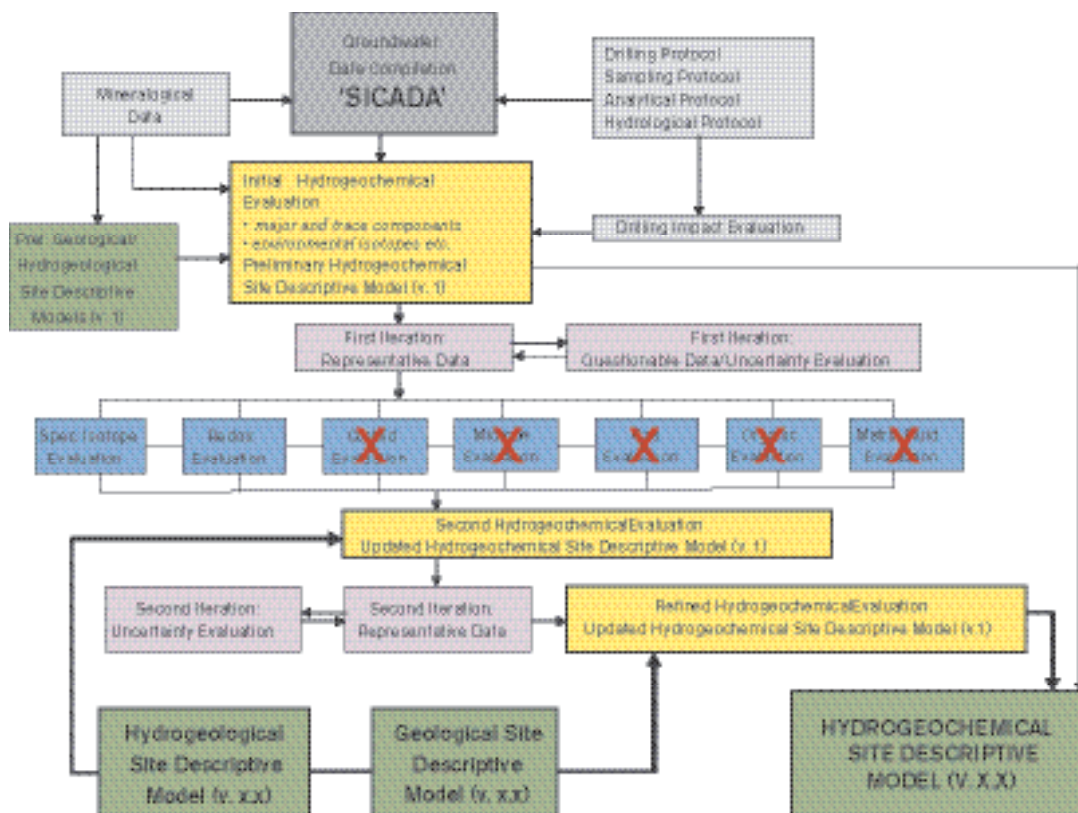 Groundwater
Data Compilation
'SICADA'
Drilling Protocol
Sampling Protocol
Analytical Protocol
Hydrological Protocol
Mineralogical
Data
Initial Hydrogeochemical
Evaluation
• major and trace components
• environmental isotopes etc.
Preliminary Hydrogeochemical
Site Descriptive Model (v. 1)
Drilling Impact Evaluation
Geological/
Hydrogeological
Site Descriptive
Models (v. 1)
First Iteration:
Representative Data
First Iteration:
Questionable Data/Uncertainty Evaluation
Spec. Isotope
Evaluation
Redox
Evaluation
X
Evaluation
X
Evaluation
X
Evaluation
X
Evaluation
X
Evaluation
Second HydrogeochemicalEvaluation
Updated Hydrogeochemical Site Descriptive Model (v. 1)
Second Iteration:
Uncertainty Evaluation
Second Iteration:
Representative Data
Refined HydrogeochemicalEvaluation
Updated Hydrogeochemical Site Descriptive Model (v.1)
Hydrogeological
Site Descriptive
Model (v. x.x)
Geological Site
Descriptive
Model (v. x.x)
HYDROGEOCHEMICAL
SITE DESCRIPTIVE
MODEL (V. X.X)